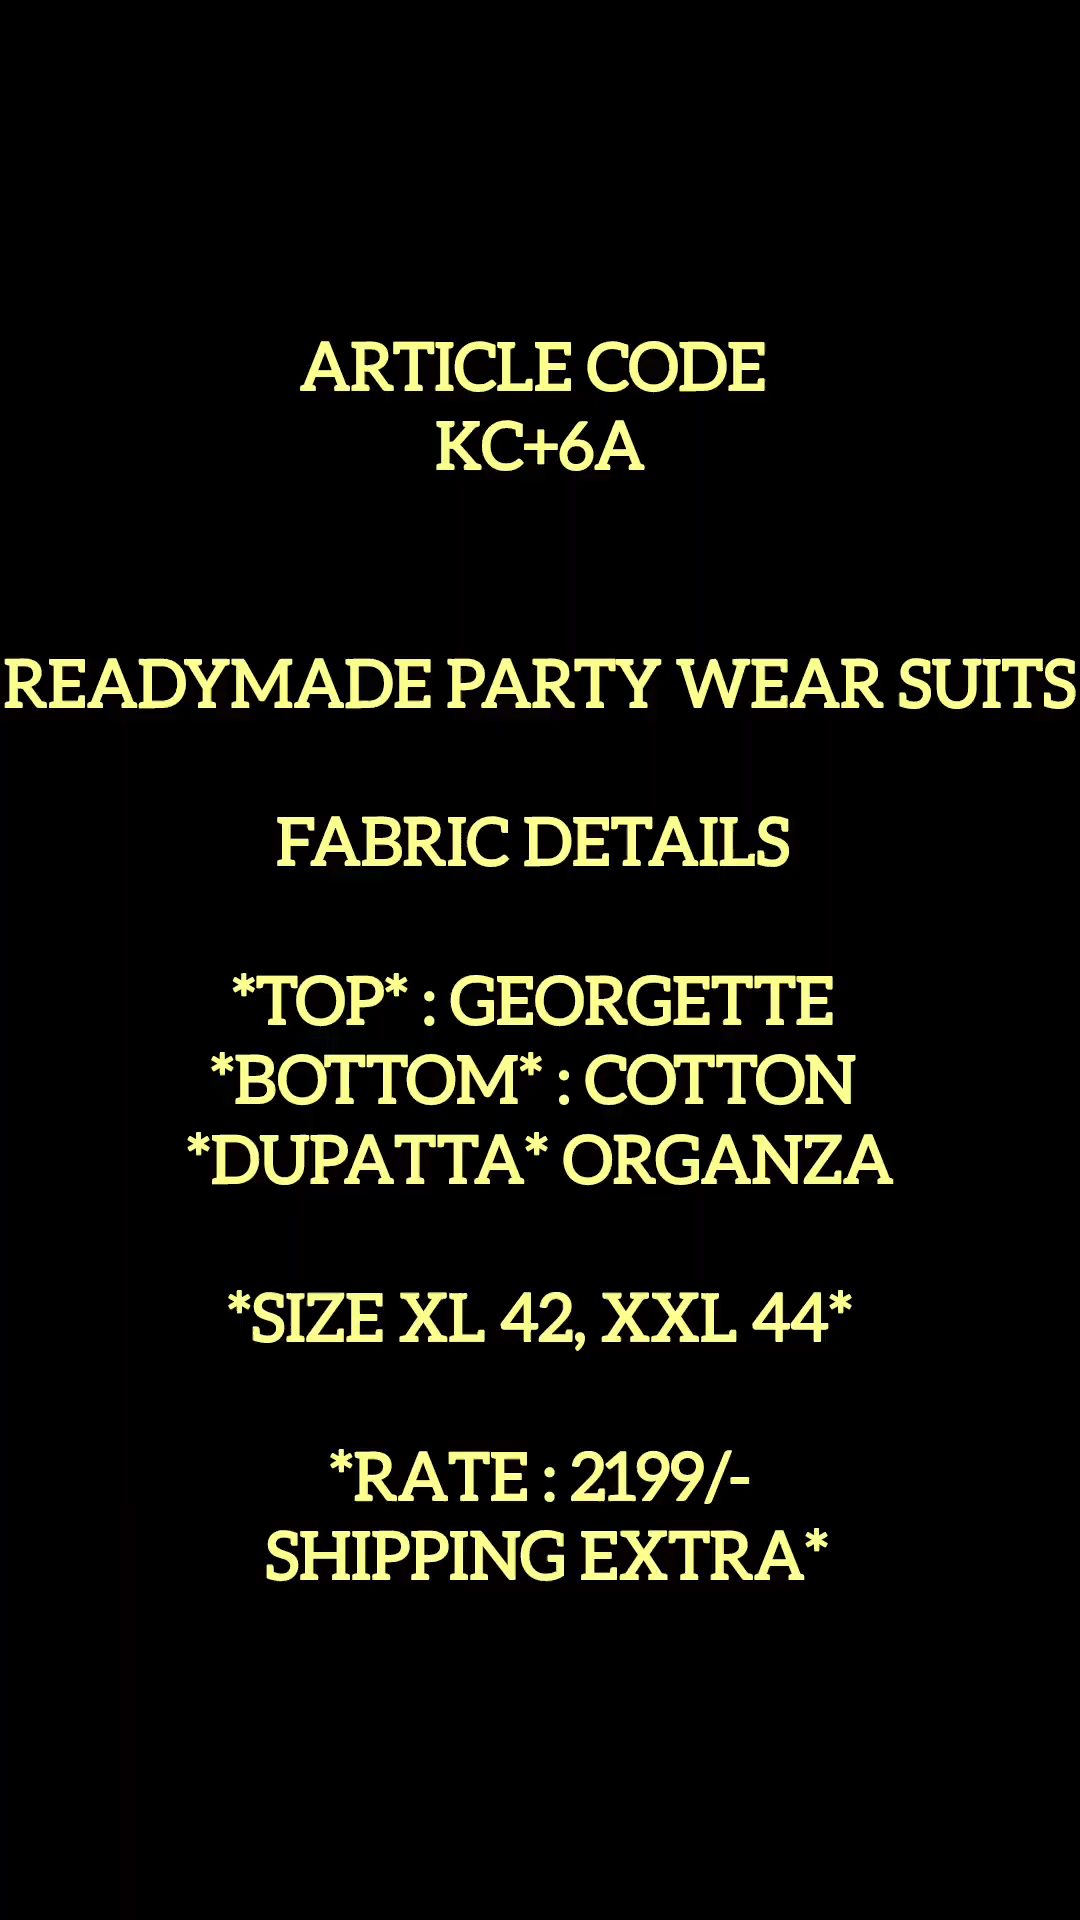 ARTICLE CODE
KC+6A
READYMADE PARTY WEAR SUITS
FABRIC DETAILS
*TOP* : GEORGETTE
*BOTTOM* : COTTON
*DUPATTA* ORGANZA
*SIZE XL 42, XXL 44*
*RATE : 2199/-
SHIPPING EXTRA*